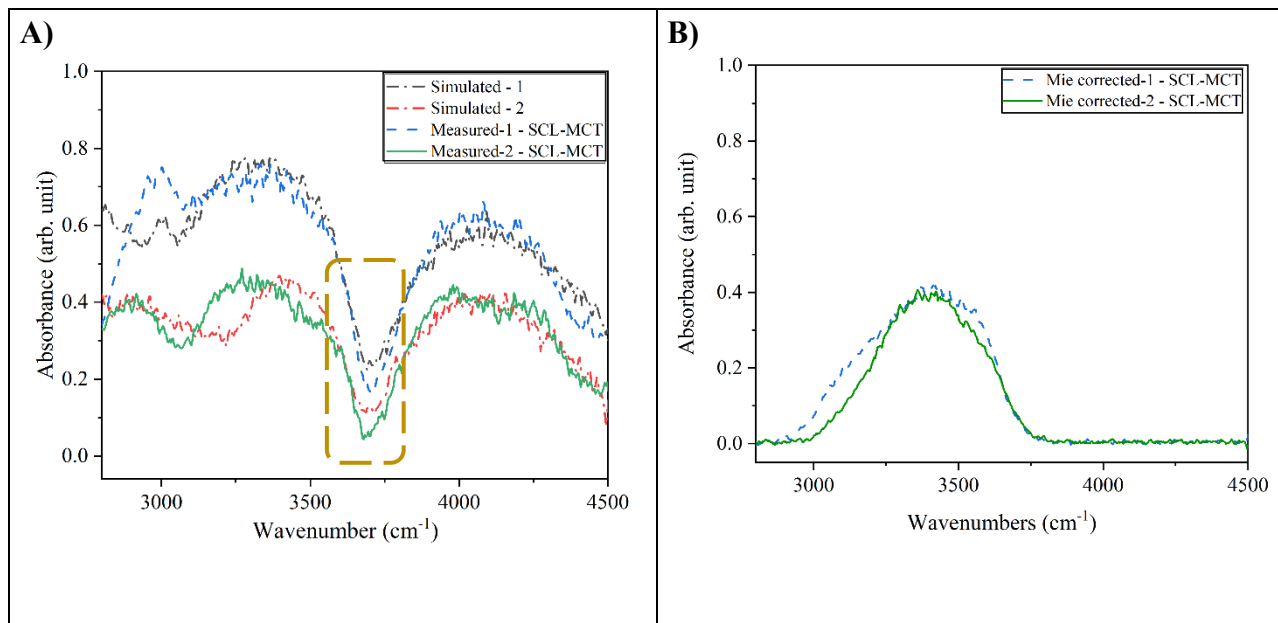 A)
1.0
0.8
0.6
0.4
0.2
0.0
Absorbance (arb. unit)
Simulated - 1
Simulated - 2
Measured-1 - SCL-MCT
Measured-2 - SCL-MCT
3000
3500
4000
4500
Wavenumber (cm⁻¹)
B)
1.0
0.8
0.6
0.4
0.2
0.0
Absorbance (arb. unit)
Mie corrected-1 - SCL-MCT
Mie corrected-2 - SCL-MCT
3000
3500
4000
4500
Wavenumbers (cm⁻¹)